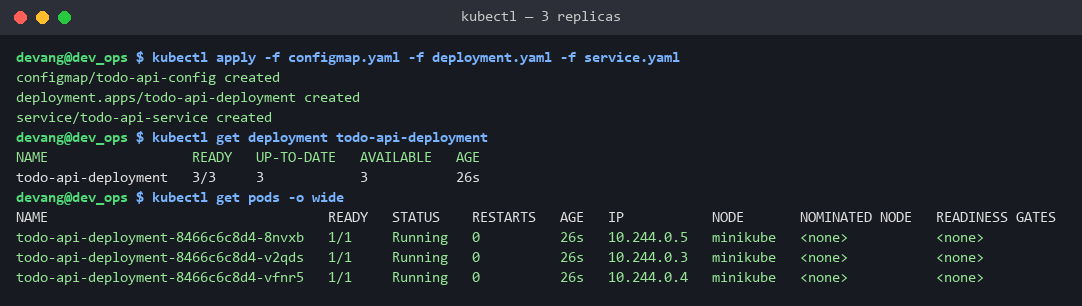 kubectl — 3 replicas
devang@dev_ops $ kubectl apply -f configmap.yaml -f deployment.yaml -f service.yaml
configmap/todo-api-config created
deployment.apps/todo-api-deployment created
service/todo-api-service created
devang@dev_ops $ kubectl get deployment todo-api-deployment
NAME                  READY   UP-TO-DATE   AVAILABLE   AGE
todo-api-deployment   3/3     3            3           26s
devang@dev_ops $ kubectl get pods -o wide
NAME                                   READY   STATUS    RESTARTS   AGE   IP           NODE       NOMINATED NODE   READINESS GATES
todo-api-deployment-8466c6c8d4-8nvxb   1/1     Running   0          26s   10.244.0.5   minikube   <none>           <none>
todo-api-deployment-8466c6c8d4-v2qds   1/1     Running   0          26s   10.244.0.3   minikube   <none>           <none>
todo-api-deployment-8466c6c8d4-vfnr5   1/1     Running   0          26s   10.244.0.4   minikube   <none>           <none>